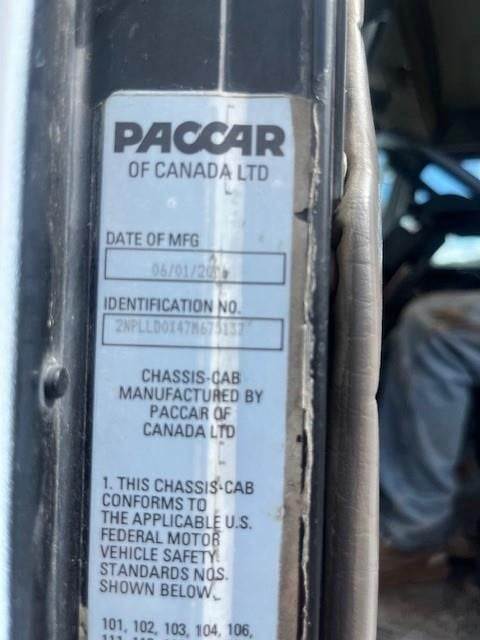 PACCAR
OF CANADA LTD
DATE OF MFG
IDENTIFICATION NO.
CHASSIS-CAB
MANUFACTURED BY
PACCAR OF
CANADA LTD
1. THIS CHASSIS-CAB
CONFORMS TO
THE APPLICABLE U.S.
FEDERAL MOTOR
VEHICLE SAFETY
STANDARDS NOS.
SHOWN BELOW.
101, 102, 103, 104, 106,